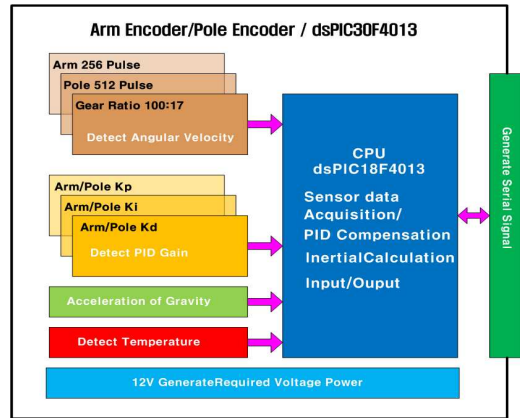 Arm Encoder/Pole Encoder / dsPIC30F4013
Arm 256 Pulse
Pole 512 Pulse
Gear Ratio 100:17
Detect Angular Velocity
Arm/Pole Kp
Arm/Pole Ki
Arm/Pole Kd
Detect PID Gain
Acceleration of Gravity
Detect Temperature
12V GenerateRequired Voltage Power
CPU
dsPIC18F4013
Sensor data
Acquisition/
PID Compensation
InertialCalculation
Input/Ouput
Generate Serial Signal